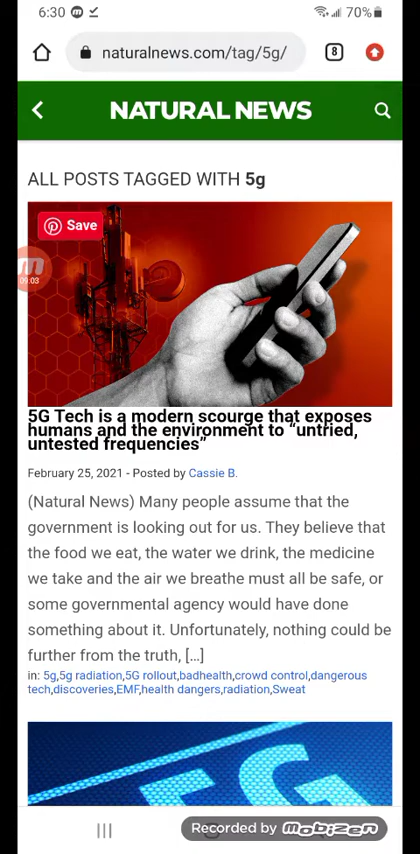 6:30
70%
naturalnews.com/tag/5g/
8
NATURAL NEWS
ALL POSTS TAGGED WITH 5g
Save
09:03
5G Tech is a modern scourge that exposes
humans and the environment to “untried,
untested frequencies”
February 25, 2021 - Posted by Cassie B.
(Natural News) Many people assume that the
government is looking out for us. They believe that
the food we eat, the water we drink, the medicine
we take and the air we breathe must all be safe, or
some governmental agency would have done
something about it. Unfortunately, nothing could be
further from the truth, [...]
in: 5g,5g radiation,5G rollout,badhealth,crowd control,dangerous
tech,discoveries,EMF,health dangers,radiation,Sweat
5G
Recorded by mobizen